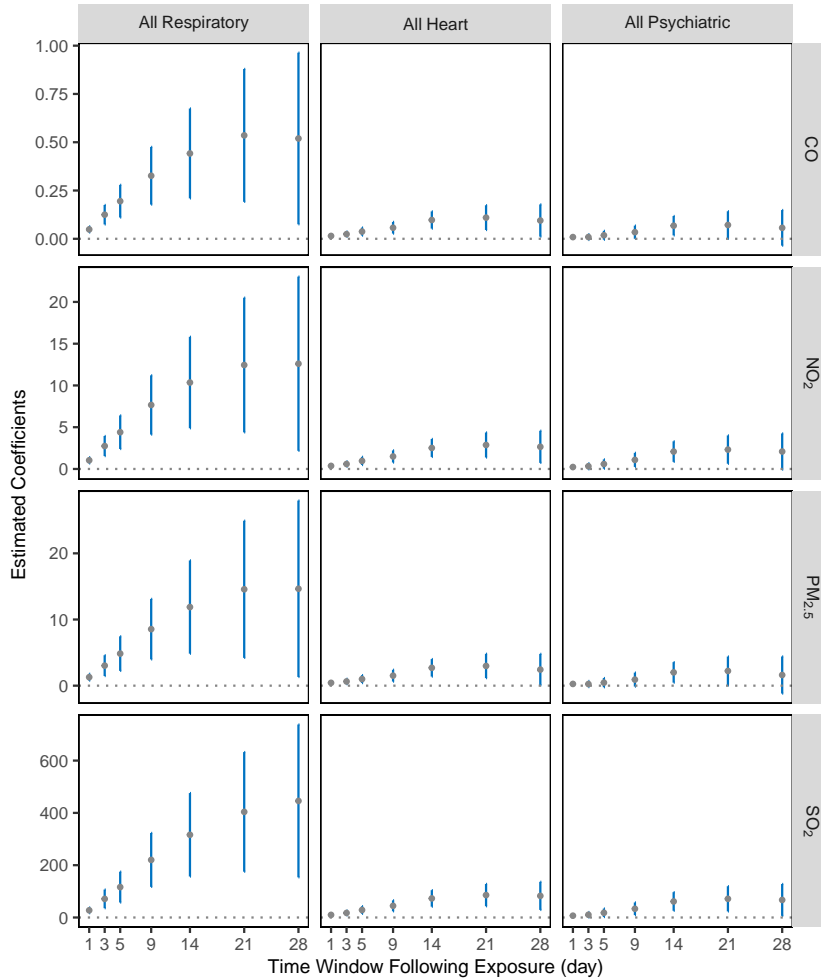 All Respiratory All Heart All Psychiatric
1.00
0.75
0.50
0.25
0.00
CO
20
15
10
5
0
NO2
20
10
0
PM2.5
600
400
200
0
SO2
Estimated Coefficients
1 3 5 9 14 21 28 1 3 5 9 14 21 28 1 3 5 9 14 21 28
Time Window Following Exposure (day)